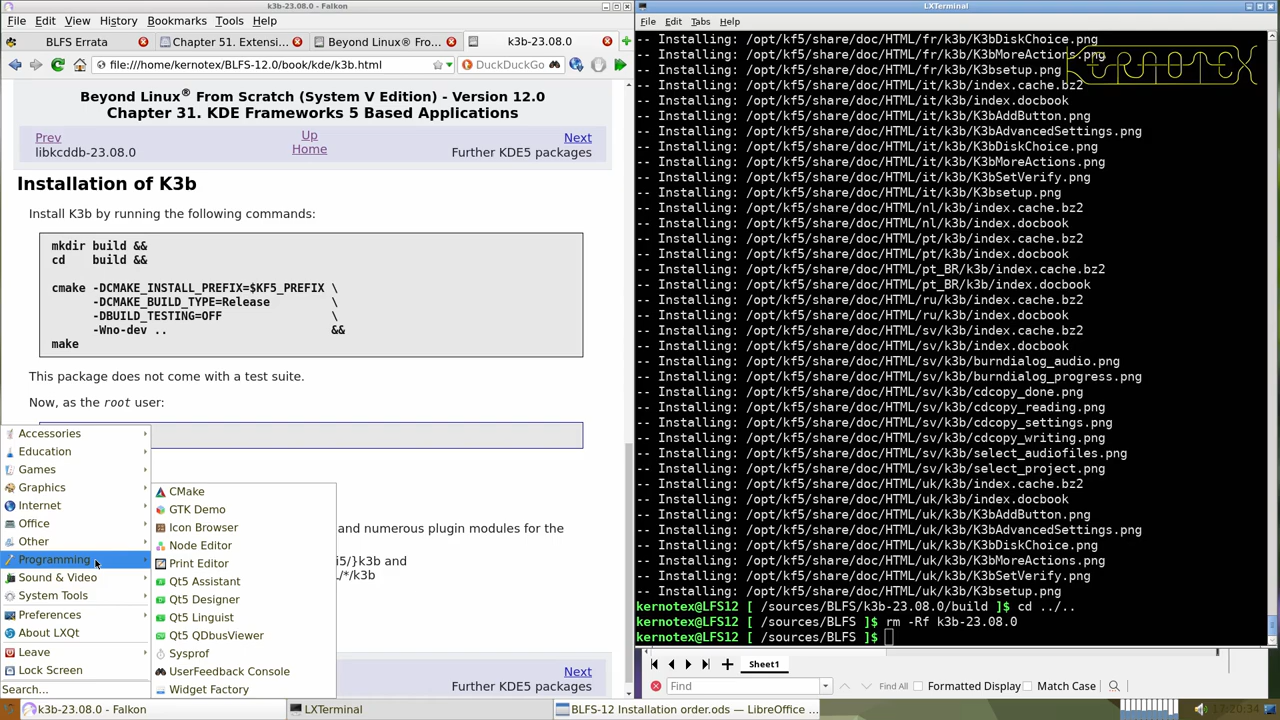 k3b-23.08.0 - Falkon
File Edit View History Bookmarks Tools Help
BLFS Errata
Chapter 51. Extensi...
Beyond Linux® Fro...
k3b-23.08.0
file:///home/kernotex/BLFS-12.0/book/kde/k3b.html
DuckDuckGo
Beyond Linux® From Scratch (System V Edition) - Version 12.0
Chapter 31. KDE Frameworks 5 Based Applications
Prev Up Next
libkcddb-23.08.0 Home Further KDE5 packages
Installation of K3b
Install K3b by running the following commands:
mkdir build &&
cd    build &&
cmake -DCMAKE_INSTALL_PREFIX=$KF5_PREFIX \
-DCMAKE_BUILD_TYPE=Release \
-DBUILD_TESTING=OFF \
-Wno-dev .. &&
make
This package does not come with a test suite.
Now, as the root user:
and numerous plugin modules for the
i5/}k3b and
/*/k3b
Next
Further KDE5 packages
Accessories
Education
Games
Graphics
Internet
Office
Other
Programming
Sound & Video
System Tools
Preferences
About LXQt
Leave
Lock Screen
Search...
CMake
GTK Demo
Icon Browser
Node Editor
Print Editor
Qt5 Assistant
Qt5 Designer
Qt5 Linguist
Qt5 QDbusViewer
Sysprof
UserFeedback Console
Widget Factory
LXTerminal
File Edit Tabs Help
-- Installing: /opt/kf5/share/doc/HTML/fr/k3b/K3bDiskChoice.png
-- Installing: /opt/kf5/share/doc/HTML/fr/k3b/K3bMoreActions.png
-- Installing: /opt/kf5/share/doc/HTML/fr/k3b/K3bsetup.png
-- Installing: /opt/kf5/share/doc/HTML/it/k3b/index.cache.bz2
-- Installing: /opt/kf5/share/doc/HTML/it/k3b/index.docbook
-- Installing: /opt/kf5/share/doc/HTML/it/k3b/K3bAddButton.png
-- Installing: /opt/kf5/share/doc/HTML/it/k3b/K3bAdvancedSettings.png
-- Installing: /opt/kf5/share/doc/HTML/it/k3b/K3bDiskChoice.png
-- Installing: /opt/kf5/share/doc/HTML/it/k3b/K3bMoreActions.png
-- Installing: /opt/kf5/share/doc/HTML/it/k3b/K3bSetVerify.png
-- Installing: /opt/kf5/share/doc/HTML/it/k3b/K3bsetup.png
-- Installing: /opt/kf5/share/doc/HTML/nl/k3b/index.cache.bz2
-- Installing: /opt/kf5/share/doc/HTML/nl/k3b/index.docbook
-- Installing: /opt/kf5/share/doc/HTML/pt/k3b/index.cache.bz2
-- Installing: /opt/kf5/share/doc/HTML/pt/k3b/index.docbook
-- Installing: /opt/kf5/share/doc/HTML/pt_BR/k3b/index.cache.bz2
-- Installing: /opt/kf5/share/doc/HTML/pt_BR/k3b/index.docbook
-- Installing: /opt/kf5/share/doc/HTML/ru/k3b/index.cache.bz2
-- Installing: /opt/kf5/share/doc/HTML/ru/k3b/index.docbook
-- Installing: /opt/kf5/share/doc/HTML/sv/k3b/index.cache.bz2
-- Installing: /opt/kf5/share/doc/HTML/sv/k3b/index.docbook
-- Installing: /opt/kf5/share/doc/HTML/sv/k3b/burndialog_audio.png
-- Installing: /opt/kf5/share/doc/HTML/sv/k3b/burndialog_progress.png
-- Installing: /opt/kf5/share/doc/HTML/sv/k3b/cdcopy_done.png
-- Installing: /opt/kf5/share/doc/HTML/sv/k3b/cdcopy_reading.png
-- Installing: /opt/kf5/share/doc/HTML/sv/k3b/cdcopy_settings.png
-- Installing: /opt/kf5/share/doc/HTML/sv/k3b/cdcopy_writing.png
-- Installing: /opt/kf5/share/doc/HTML/sv/k3b/select_audiofiles.png
-- Installing: /opt/kf5/share/doc/HTML/sv/k3b/select_project.png
-- Installing: /opt/kf5/share/doc/HTML/uk/k3b/index.cache.bz2
-- Installing: /opt/kf5/share/doc/HTML/uk/k3b/index.docbook
-- Installing: /opt/kf5/share/doc/HTML/uk/k3b/K3bAddButton.png
-- Installing: /opt/kf5/share/doc/HTML/uk/k3b/K3bAdvancedSettings.png
-- Installing: /opt/kf5/share/doc/HTML/uk/k3b/K3bDiskChoice.png
-- Installing: /opt/kf5/share/doc/HTML/uk/k3b/K3bMoreActions.png
-- Installing: /opt/kf5/share/doc/HTML/uk/k3b/K3bSetVerify.png
-- Installing: /opt/kf5/share/doc/HTML/uk/k3b/K3bsetup.png
kernotex@LFS12 [ /sources/BLFS/k3b-23.08.0/build ]$ cd ../..
kernotex@LFS12 [ /sources/BLFS ]$ rm -Rf k3b-23.08.0
kernotex@LFS12 [ /sources/BLFS ]$
Sheet1
Find Find All Formatted Display Match Case
k3b-23.08.0 - Falkon
LXTerminal
BLFS-12 Installation order.ods — LibreOffice ...
17:20:34